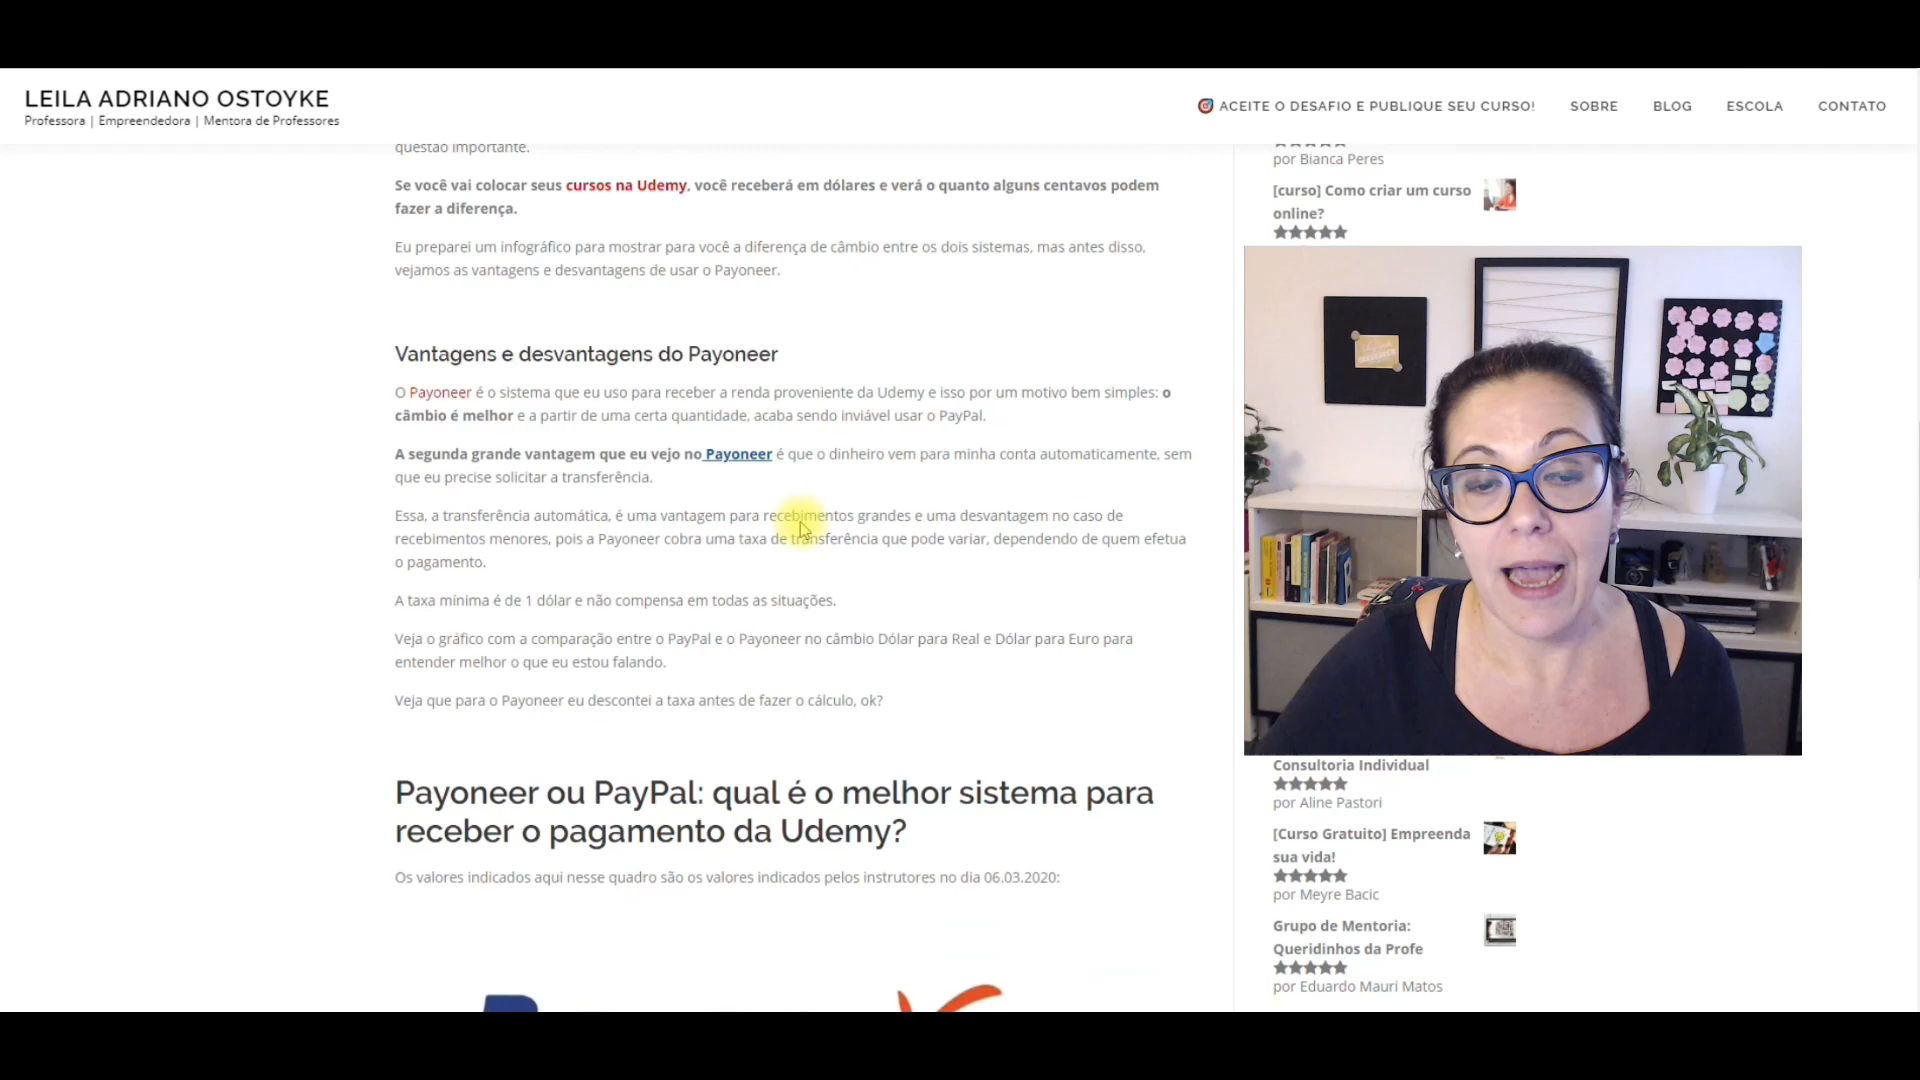 LEILA ADRIANO OSTOYKE
Professora | Empreendedora | Mentora de Professores
ACEITE O DESAFIO E PUBLIQUE SEU CURSO!
SOBRE
BLOG
ESCOLA
CONTATO
questão importante.
Se você vai colocar seus cursos na Udemy, você receberá em dólares e verá o quanto alguns centavos podem
fazer a diferença.
Eu preparei um infográfico para mostrar para você a diferença de câmbio entre os dois sistemas, mas antes disso,
vejamos as vantagens e desvantagens de usar o Payoneer.
Vantagens e desvantagens do Payoneer
O Payoneer é o sistema que eu uso para receber a renda proveniente da Udemy e isso por um motivo bem simples: o
câmbio é melhor e a partir de uma certa quantidade, acaba sendo inviável usar o PayPal.
A segunda grande vantagem que eu vejo no Payoneer é que o dinheiro vem para minha conta automaticamente, sem
que eu precise solicitar a transferência.
Essa, a transferência automática, é uma vantagem para recebimentos grandes e uma desvantagem no caso de
recebimentos menores, pois a Payoneer cobra uma taxa de transferência que pode variar, dependendo de quem efetua
o pagamento.
A taxa mínima é de 1 dólar e não compensa em todas as situações.
Veja o gráfico com a comparação entre o PayPal e o Payoneer no câmbio Dólar para Real e Dólar para Euro para
entender melhor o que eu estou falando.
Veja que para o Payoneer eu descontei a taxa antes de fazer o cálculo, ok?
Payoneer ou PayPal: qual é o melhor sistema para
receber o pagamento da Udemy?
Os valores indicados aqui nesse quadro são os valores indicados pelos instrutores no dia 06.03.2020:
por Bianca Peres
[curso] Como criar um curso
online?
Consultoria Individual
por Aline Pastori
[Curso Gratuito] Empreenda
sua vida!
por Meyre Bacic
Grupo de Mentoria:
Queridinhos da Profe
por Eduardo Mauri Matos